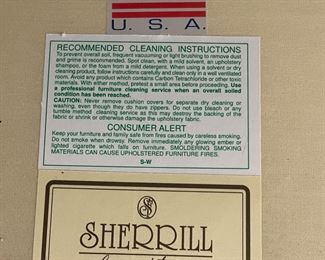 U.S.A.
RECOMMENDED CLEANING INSTRUCTIONS
To prevent overall soil, frequent vacuuming or light brushing to remove dust
and grime is recommended. Spot clean, with a mild solvent, an upholstery
shampoo, or the foam from a mild detergent. When using a solvent or dry
cleaning product, follow instructions carefully and clean only in a well ventilated
room. Avoid any product which contains Carbon Tetrachloride or other toxic
materials. With either method, pretest a small area before proceeding. Use
a professional furniture cleaning service when an overall soiled
condition has been reached.
CAUTION: Never remove cushion covers for separate dry cleaning or
washing, even though they do have zippers. Do not use bleach or any
tumble method cleaning service as this may destroy the backing of
the fabric or shrink or otherwise damage the upholstery fabric.
CONSUMER ALERT
Keep your furniture and family safe from fires caused by careless smoking.
Do not smoke when drowsy. Remove immediately any glowing ember or
lighted cigarette which falls on furniture. SMOLDERING SMOKING
MATERIALS CAN CAUSE UPHOLSTERED FURNITURE FIRES.
S-W
SHERRILL